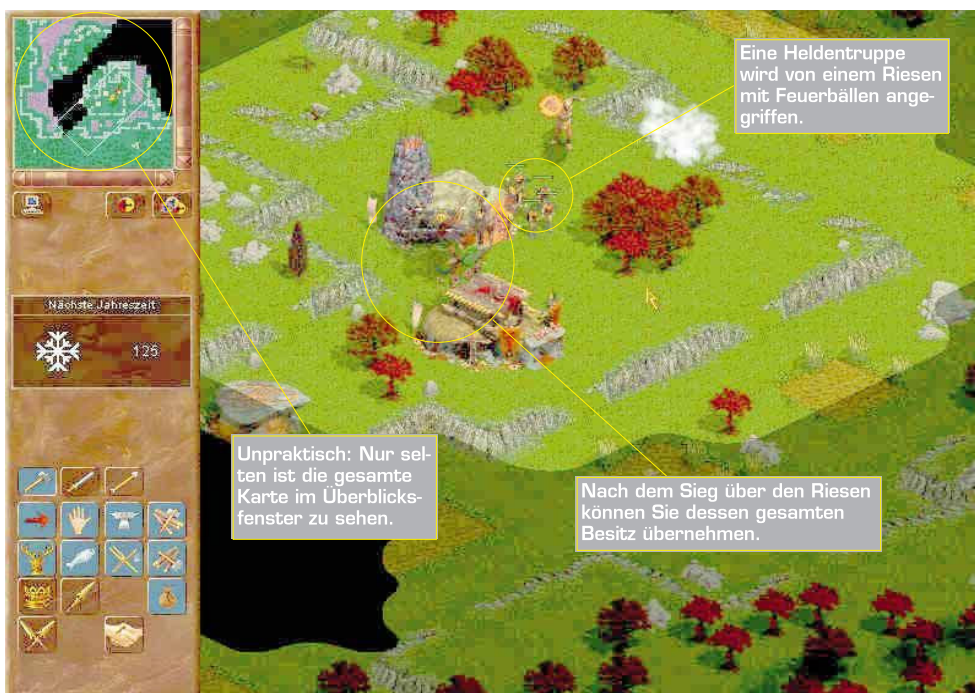 Eine Heldentruppe
wird von einem Riesen
mit Feuerbällen ange-
griffen.
Nächste Jahreszeit
125
Unpraktisch: Nur sel-
ten ist die gesamte
Karte im Überblicks-
fenster zu sehen.
Nach dem Sieg über den Riesen
können Sie dessen gesamten
Besitz übernehmen.